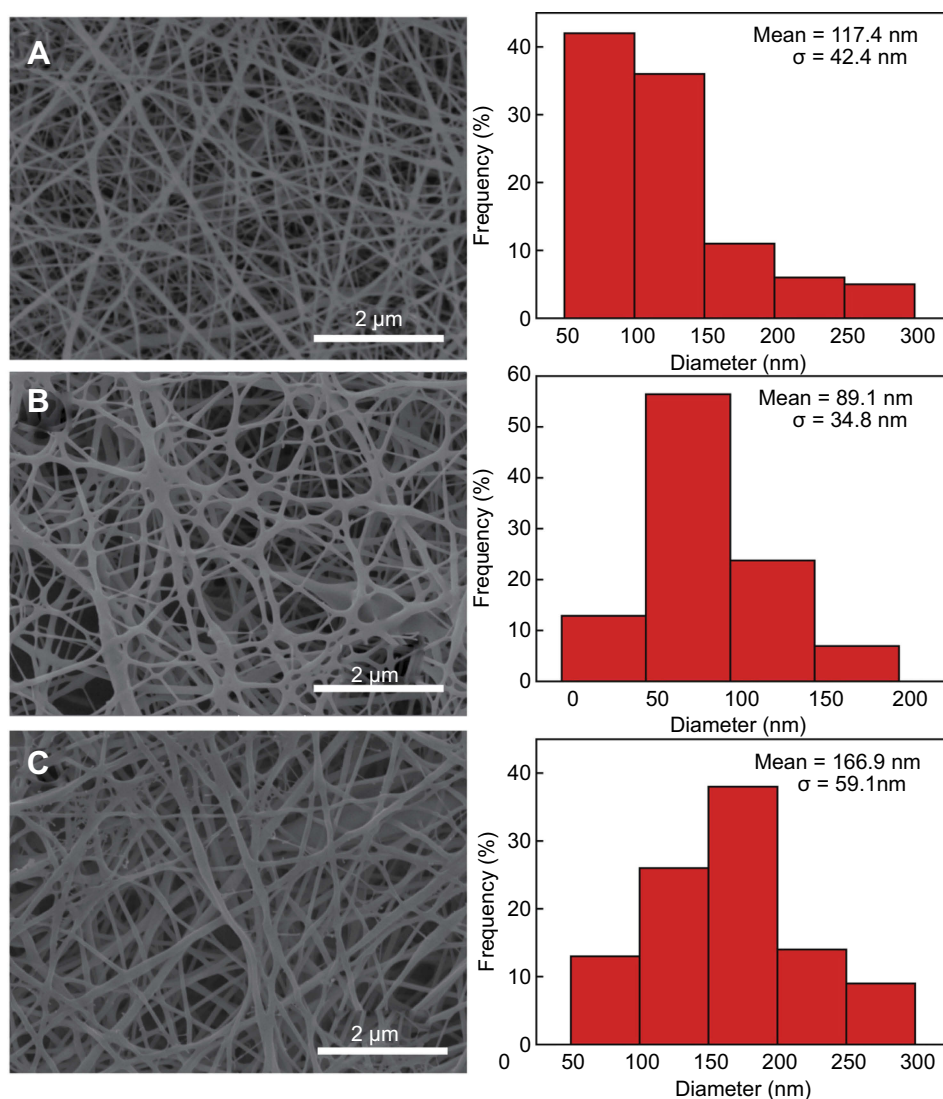 A
2 µm
Mean = 117.4 nm
σ = 42.4 nm
Frequency (%)
40
30
20
10
0
50 100 150 200 250 300
Diameter (nm)
B
2 µm
Mean = 89.1 nm
σ = 34.8 nm
Frequency (%)
60
50
40
30
20
10
0
0 50 100 150 200
Diameter (nm)
C
2 µm
Mean = 166.9 nm
σ = 59.1nm
Frequency (%)
40
30
20
10
0
0 50 100 150 200 250 300
Diameter (nm)